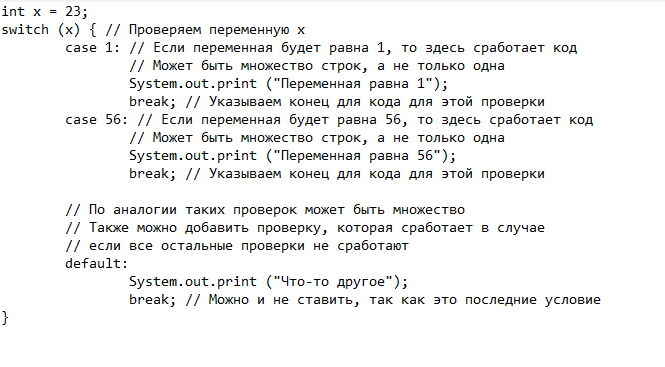 int x = 23;
switch (x) { // Проверяем переменную x
        case 1: // Если переменная будет равна 1, то здесь сработает код
                // Может быть множество строк, а не только одна
                System.out.print ("Переменная равна 1");
                break; // Указываем конец для кода для этой проверки
        case 56: // Если переменная будет равна 56, то здесь сработает код
                // Может быть множество строк, а не только одна
                System.out.print ("Переменная равна 56");
                break; // Указываем конец для кода для этой проверки

        // По аналогии таких проверок может быть множество
        // Также можно добавить проверку, которая сработает в случае
        // если все остальные проверки не сработают
        default:
                System.out.print ("Что-то другое");
                break; // Можно и не ставить, так как это последние условие
}